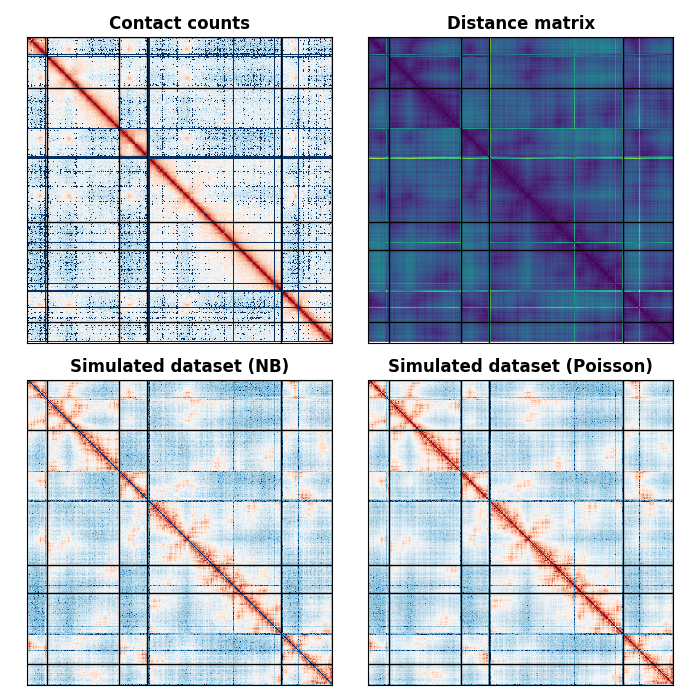 Contact counts
Distance matrix
Simulated dataset (NB)
Simulated dataset (Poisson)